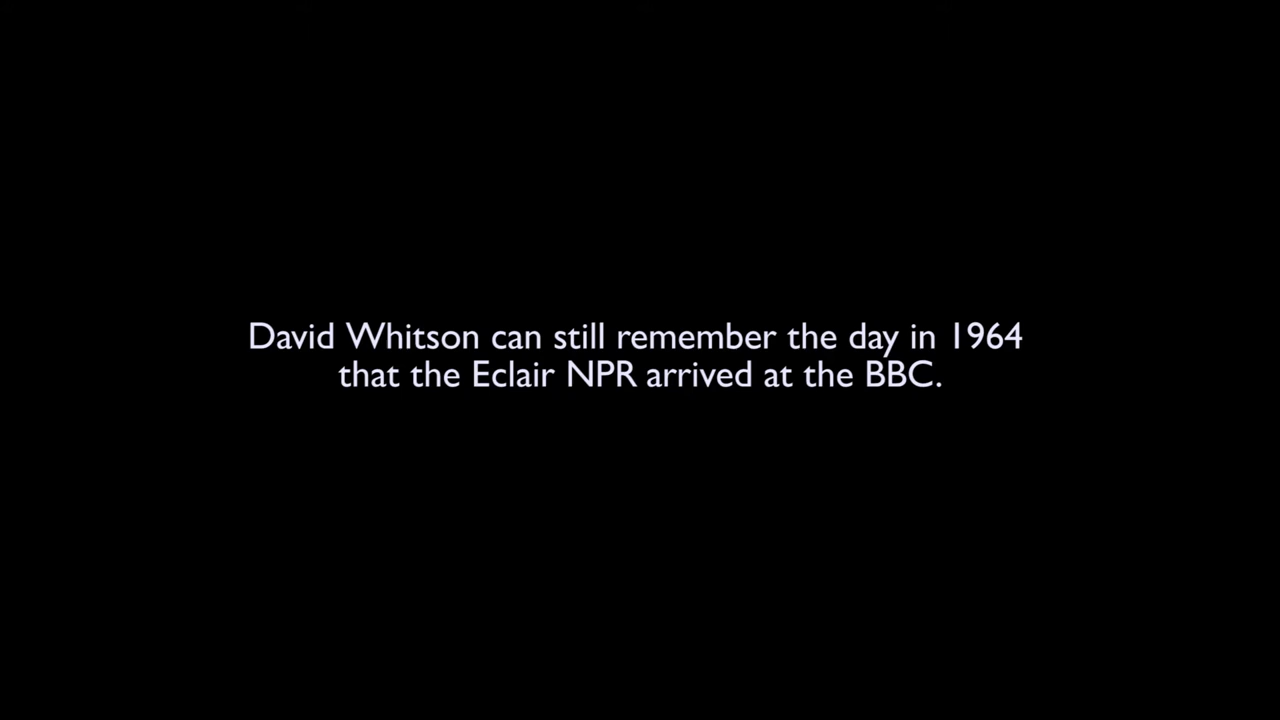 David Whitson can still remember the day in 1964
that the Eclair NPR arrived at the BBC.